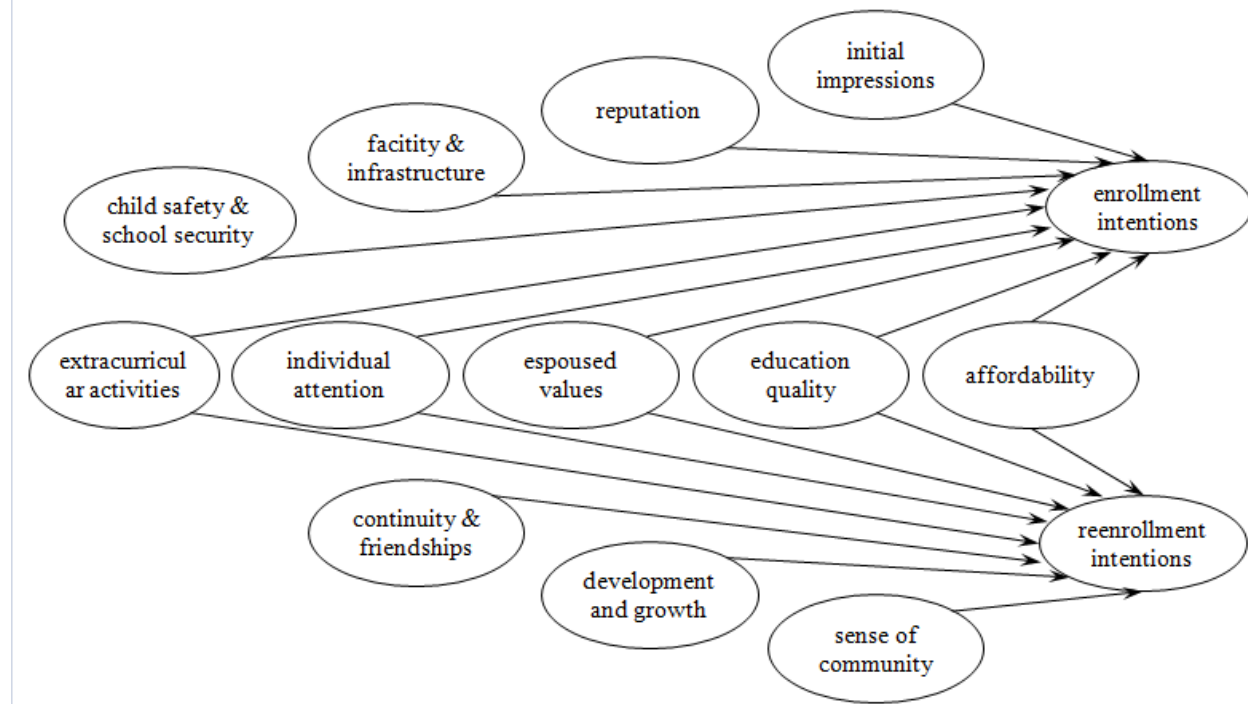 initial
impressions
reputation
facitity &
infrastructure
child safety &
school security
enrollment
intentions
extracurricul
ar activities
individual
attention
espoused
values
education
quality
affordability
continuity &
friendships
reenrollment
intentions
development
and growth
sense of
community